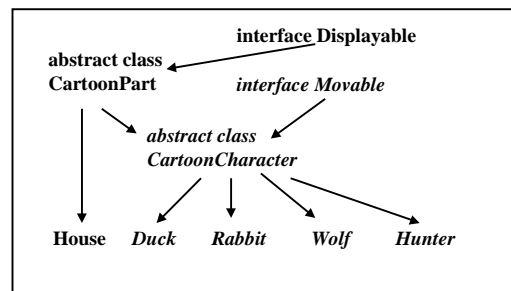 interface Displayable
abstract class
CartoonPart
interface Movable
abstract class
CartoonCharacter
House Duck Rabbit Wolf Hunter